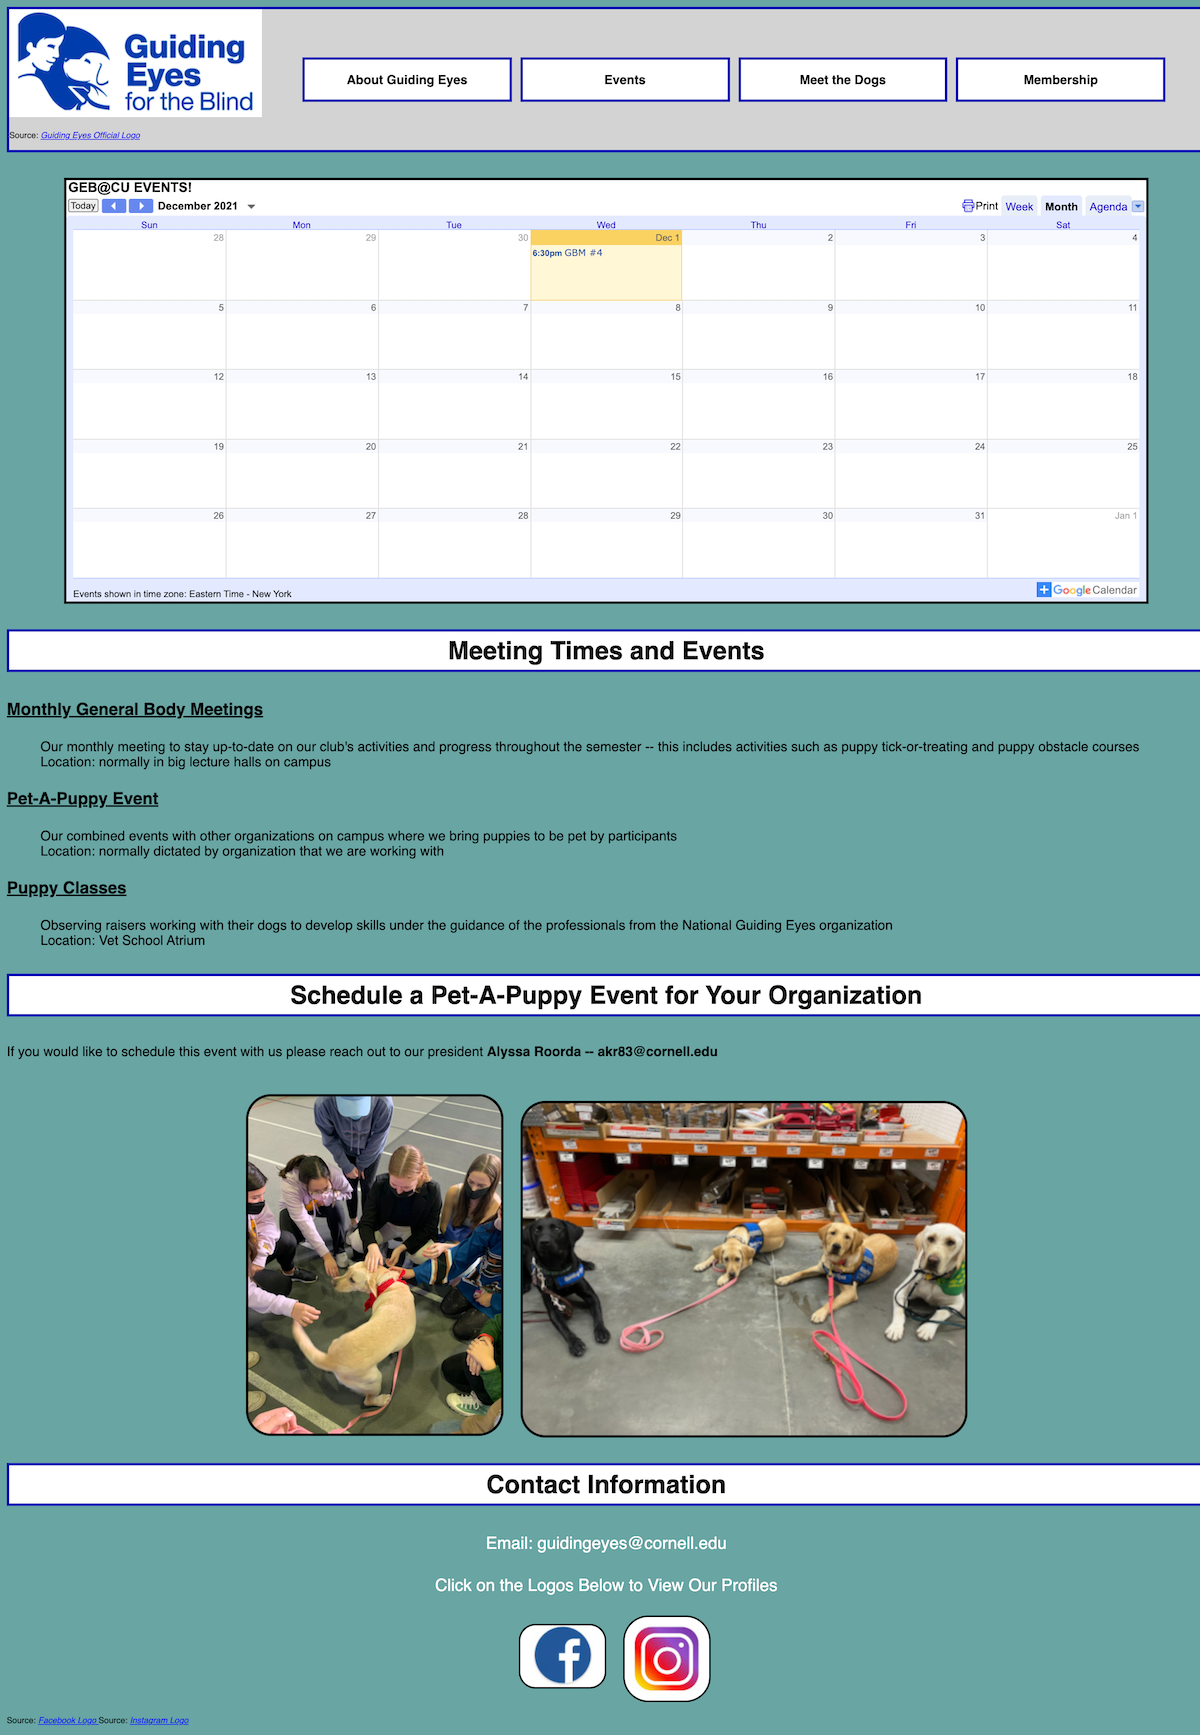 Guiding
Eyes
for the Blind
About Guiding Eyes
Events
Meet the Dogs
Membership
Source: Guiding Eyes Official Logo
GEB@CU EVENTS!
Today December 2021 Print Week Month Agenda
Sun Mon Tue Wed Thu Fri Sat
28 29 30 Dec 1 2 3 4
6:30pm GBM #4
5 6 7 8 9 10 11
12 13 14 15 16 17 18
19 20 21 22 23 24 25
26 27 28 29 30 31 Jan 1
Events shown in time zone: Eastern Time - New York
Google Calendar
Meeting Times and Events
Monthly General Body Meetings
Our monthly meeting to stay up-to-date on our club's activities and progress throughout the semester -- this includes activities such as puppy tick-or-treating and puppy obstacle courses
Location: normally in big lecture halls on campus
Pet-A-Puppy Event
Our combined events with other organizations on campus where we bring puppies to be pet by participants
Location: normally dictated by organization that we are working with
Puppy Classes
Observing raisers working with their dogs to develop skills under the guidance of the professionals from the National Guiding Eyes organization
Location: Vet School Atrium
Schedule a Pet-A-Puppy Event for Your Organization
If you would like to schedule this event with us please reach out to our president Alyssa Roorda -- akr83@cornell.edu
Contact Information
Email: guidingeyes@cornell.edu
Click on the Logos Below to View Our Profiles
Source: Facebook Logo Source: Instagram Logo